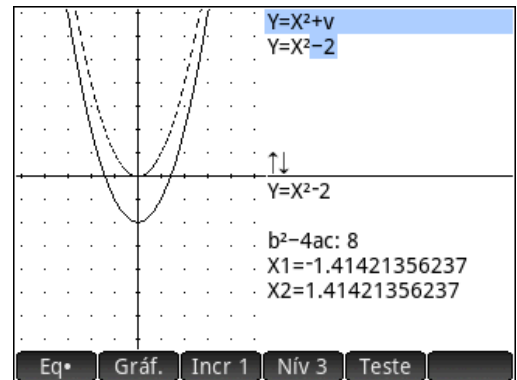 Y=X²+v
Y=X²−2
↑↓
Y=X²-2
b²−4ac: 8
X1=-1.41421356237
X2=1.41421356237
Eq• Gráf. Incr 1 Nív 3 Teste